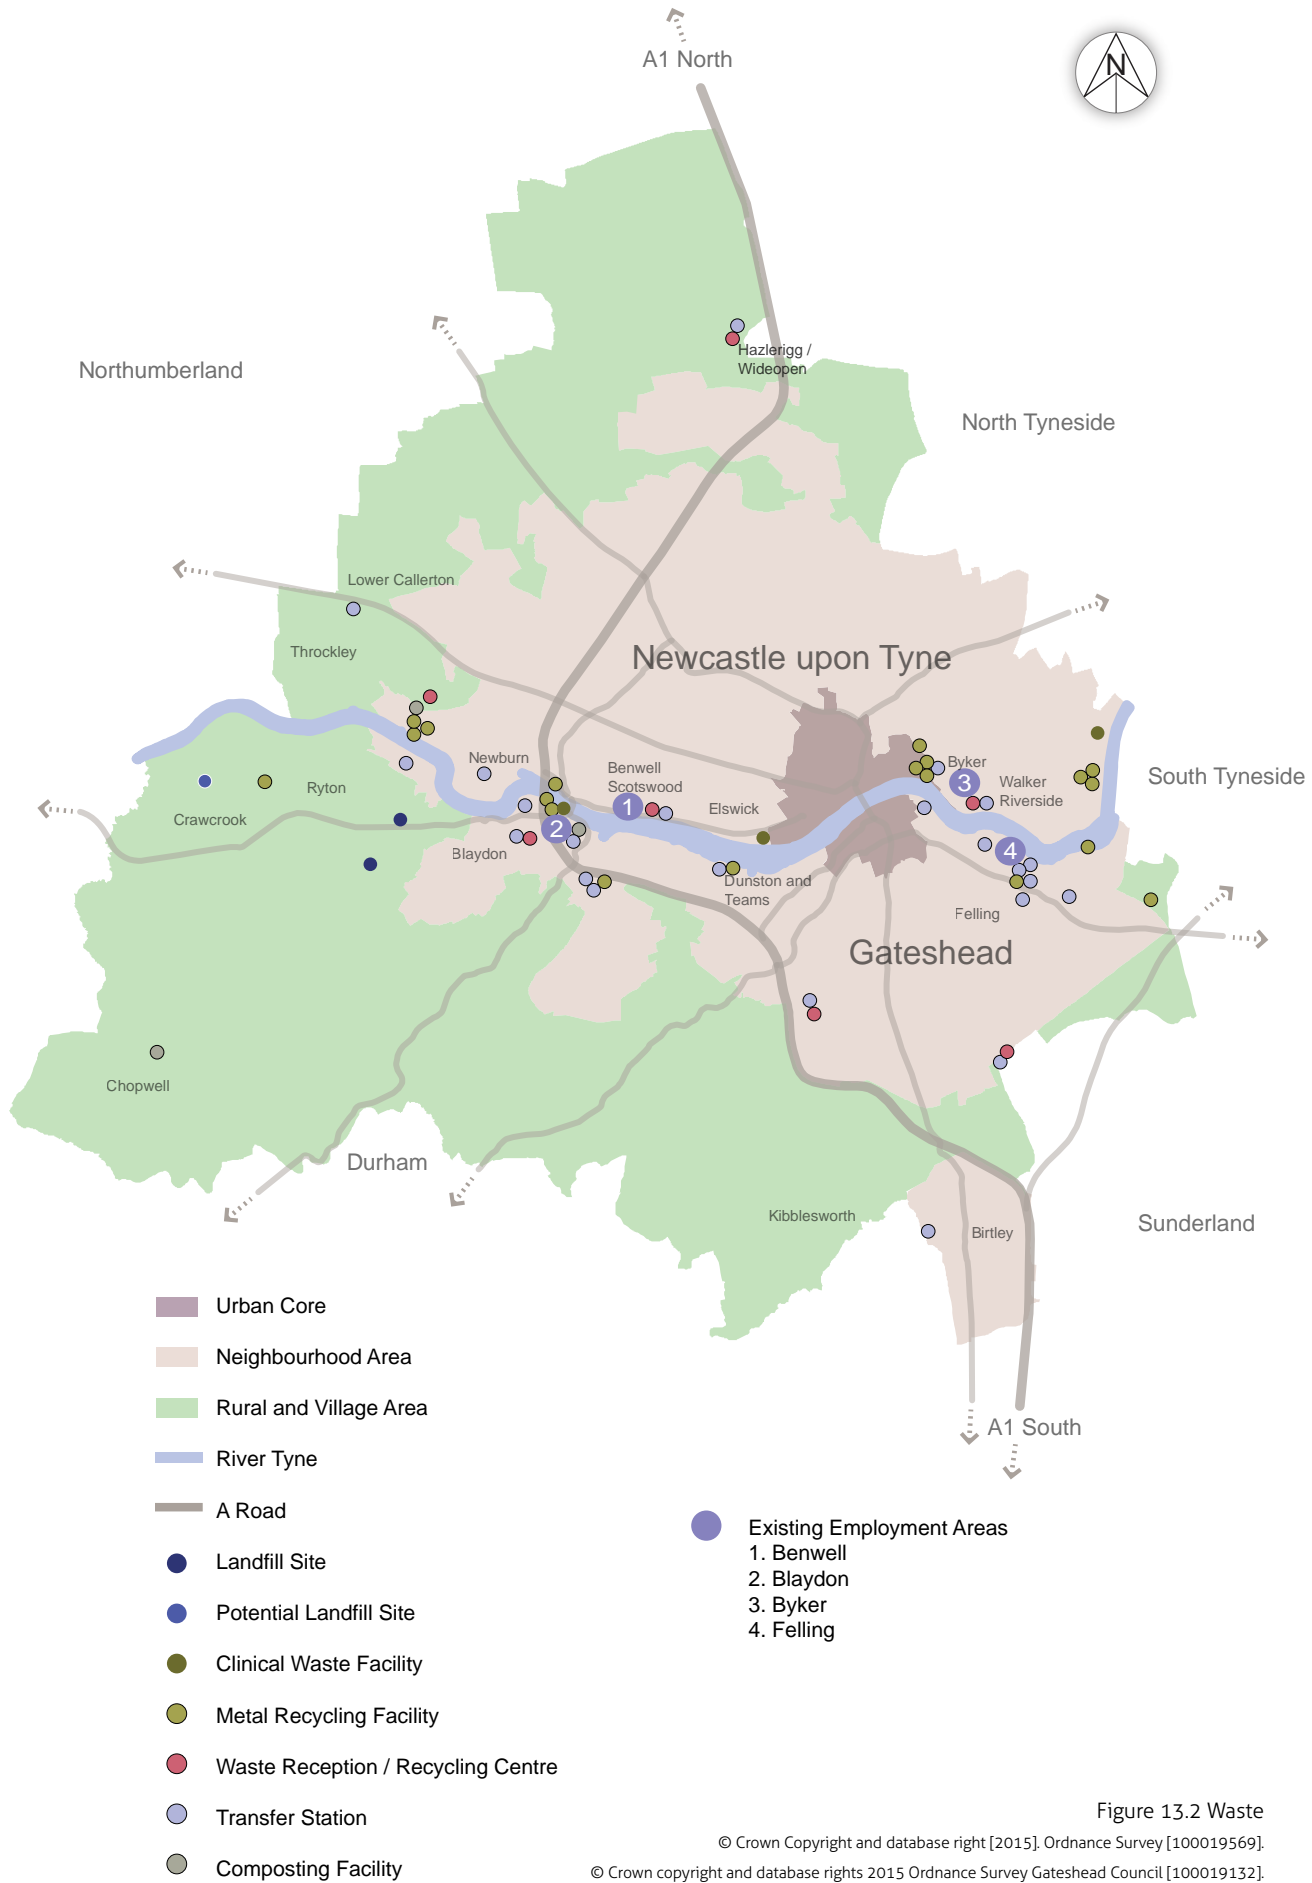 A1 North
N
Hazlerigg /
Wideopen
Northumberland
North Tyneside
Lower Callerton
Throckley
Newcastle upon Tyne
Newburn
Benwell
Scotswood
Byker
3
Walker
Riverside
South Tyneside
Ryton
Crawcrook
1
Elswick
2
Blaydon
4
Dunston and
Teams
Felling
Gateshead
Chopwell
Durham
Kibblesworth
Birtley
Sunderland
A1 South
Urban Core
Neighbourhood Area
Rural and Village Area
River Tyne
A Road
Landfill Site
Potential Landfill Site
Clinical Waste Facility
Metal Recycling Facility
Waste Reception / Recycling Centre
Transfer Station
Composting Facility
Existing Employment Areas
1. Benwell
2. Blaydon
3. Byker
4. Felling
Figure 13.2 Waste
© Crown Copyright and database right [2015]. Ordnance Survey [100019569].
© Crown copyright and database rights 2015 Ordnance Survey Gateshead Council [100019132].